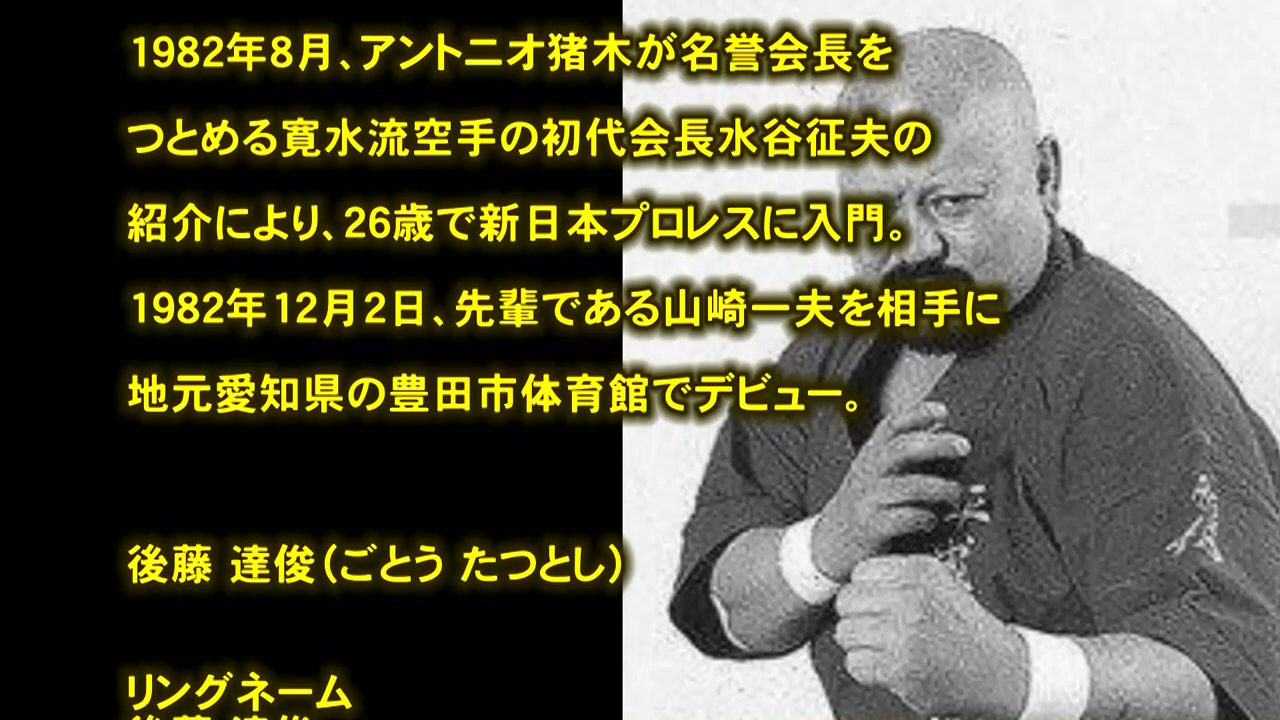 1982年8月、アントニオ猪木が名誉会長を
つとめる寛水流空手の初代会長水谷征夫の
紹介により、26歳で新日本プロレスに入門。
1982年12月2日、先輩である山崎一夫を相手に
地元愛知県の豊田市体育館でデビュー。
後藤 達俊（ごとう たつとし）
リングネーム
後藤 達俊